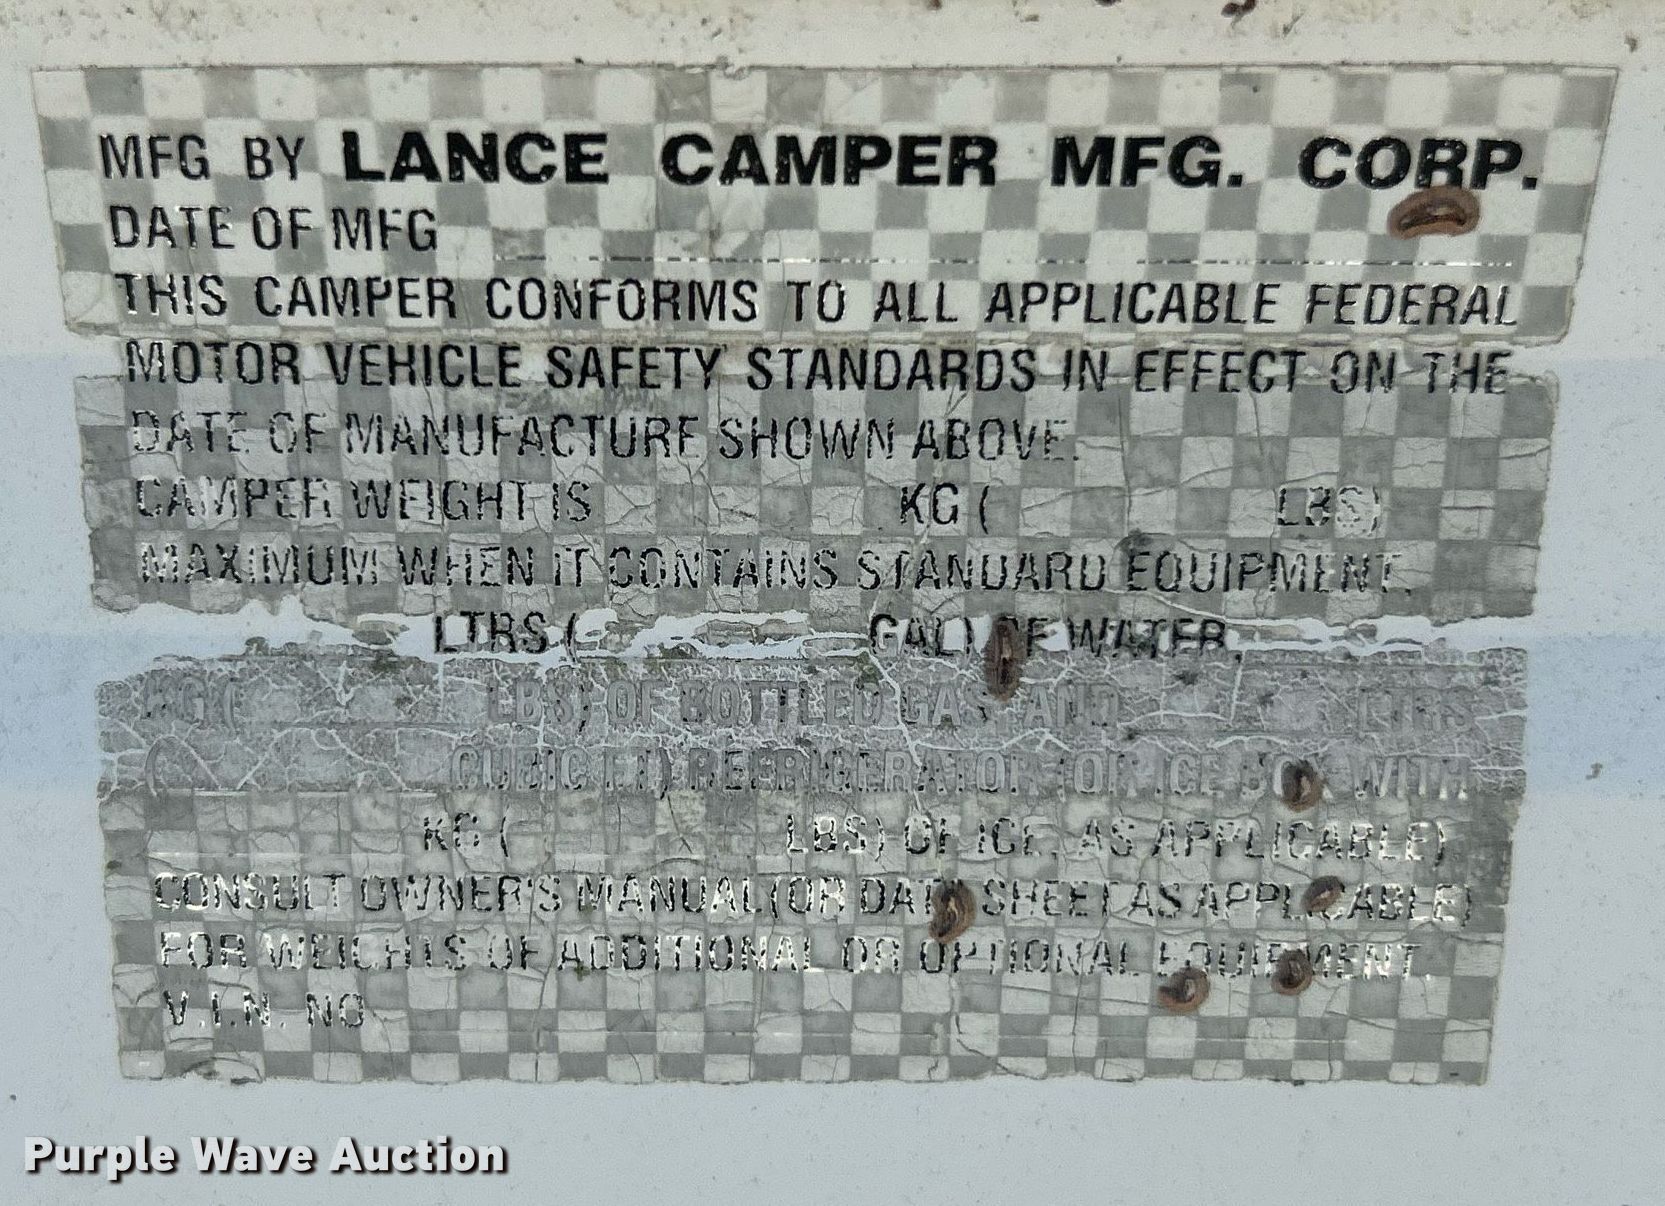 MFG BY LANCE CAMPER MFG. CORP.
DATE OF MFG
THIS CAMPER CONFORMS TO ALL APPLICABLE FEDERAL
MOTOR VEHICLE SAFETY STANDARDS IN EFFECT ON THE
DATE OF MANUFACTURE SHOWN ABOVE.
CAMPER WEIGHT IS KG ( LBS)
MAXIMUM WHEN IT CONTAINS STANDARD EQUIPMENT,
LTRS ( GAL) OF WATER,
KG ( LBS) OF BOTTLED GAS, AND LTRS
( CUBIC FT) REFRIGERATOR (OR ICE BOX WITH
KG ( LBS) OF ICE, AS APPLICABLE)
CONSULT OWNER'S MANUAL (OR DATA SHEET AS APPLICABLE)
FOR WEIGHTS OF ADDITIONAL OR OPTIONAL EQUIPMENT.
V.I.N. NO
Purple Wave Auction